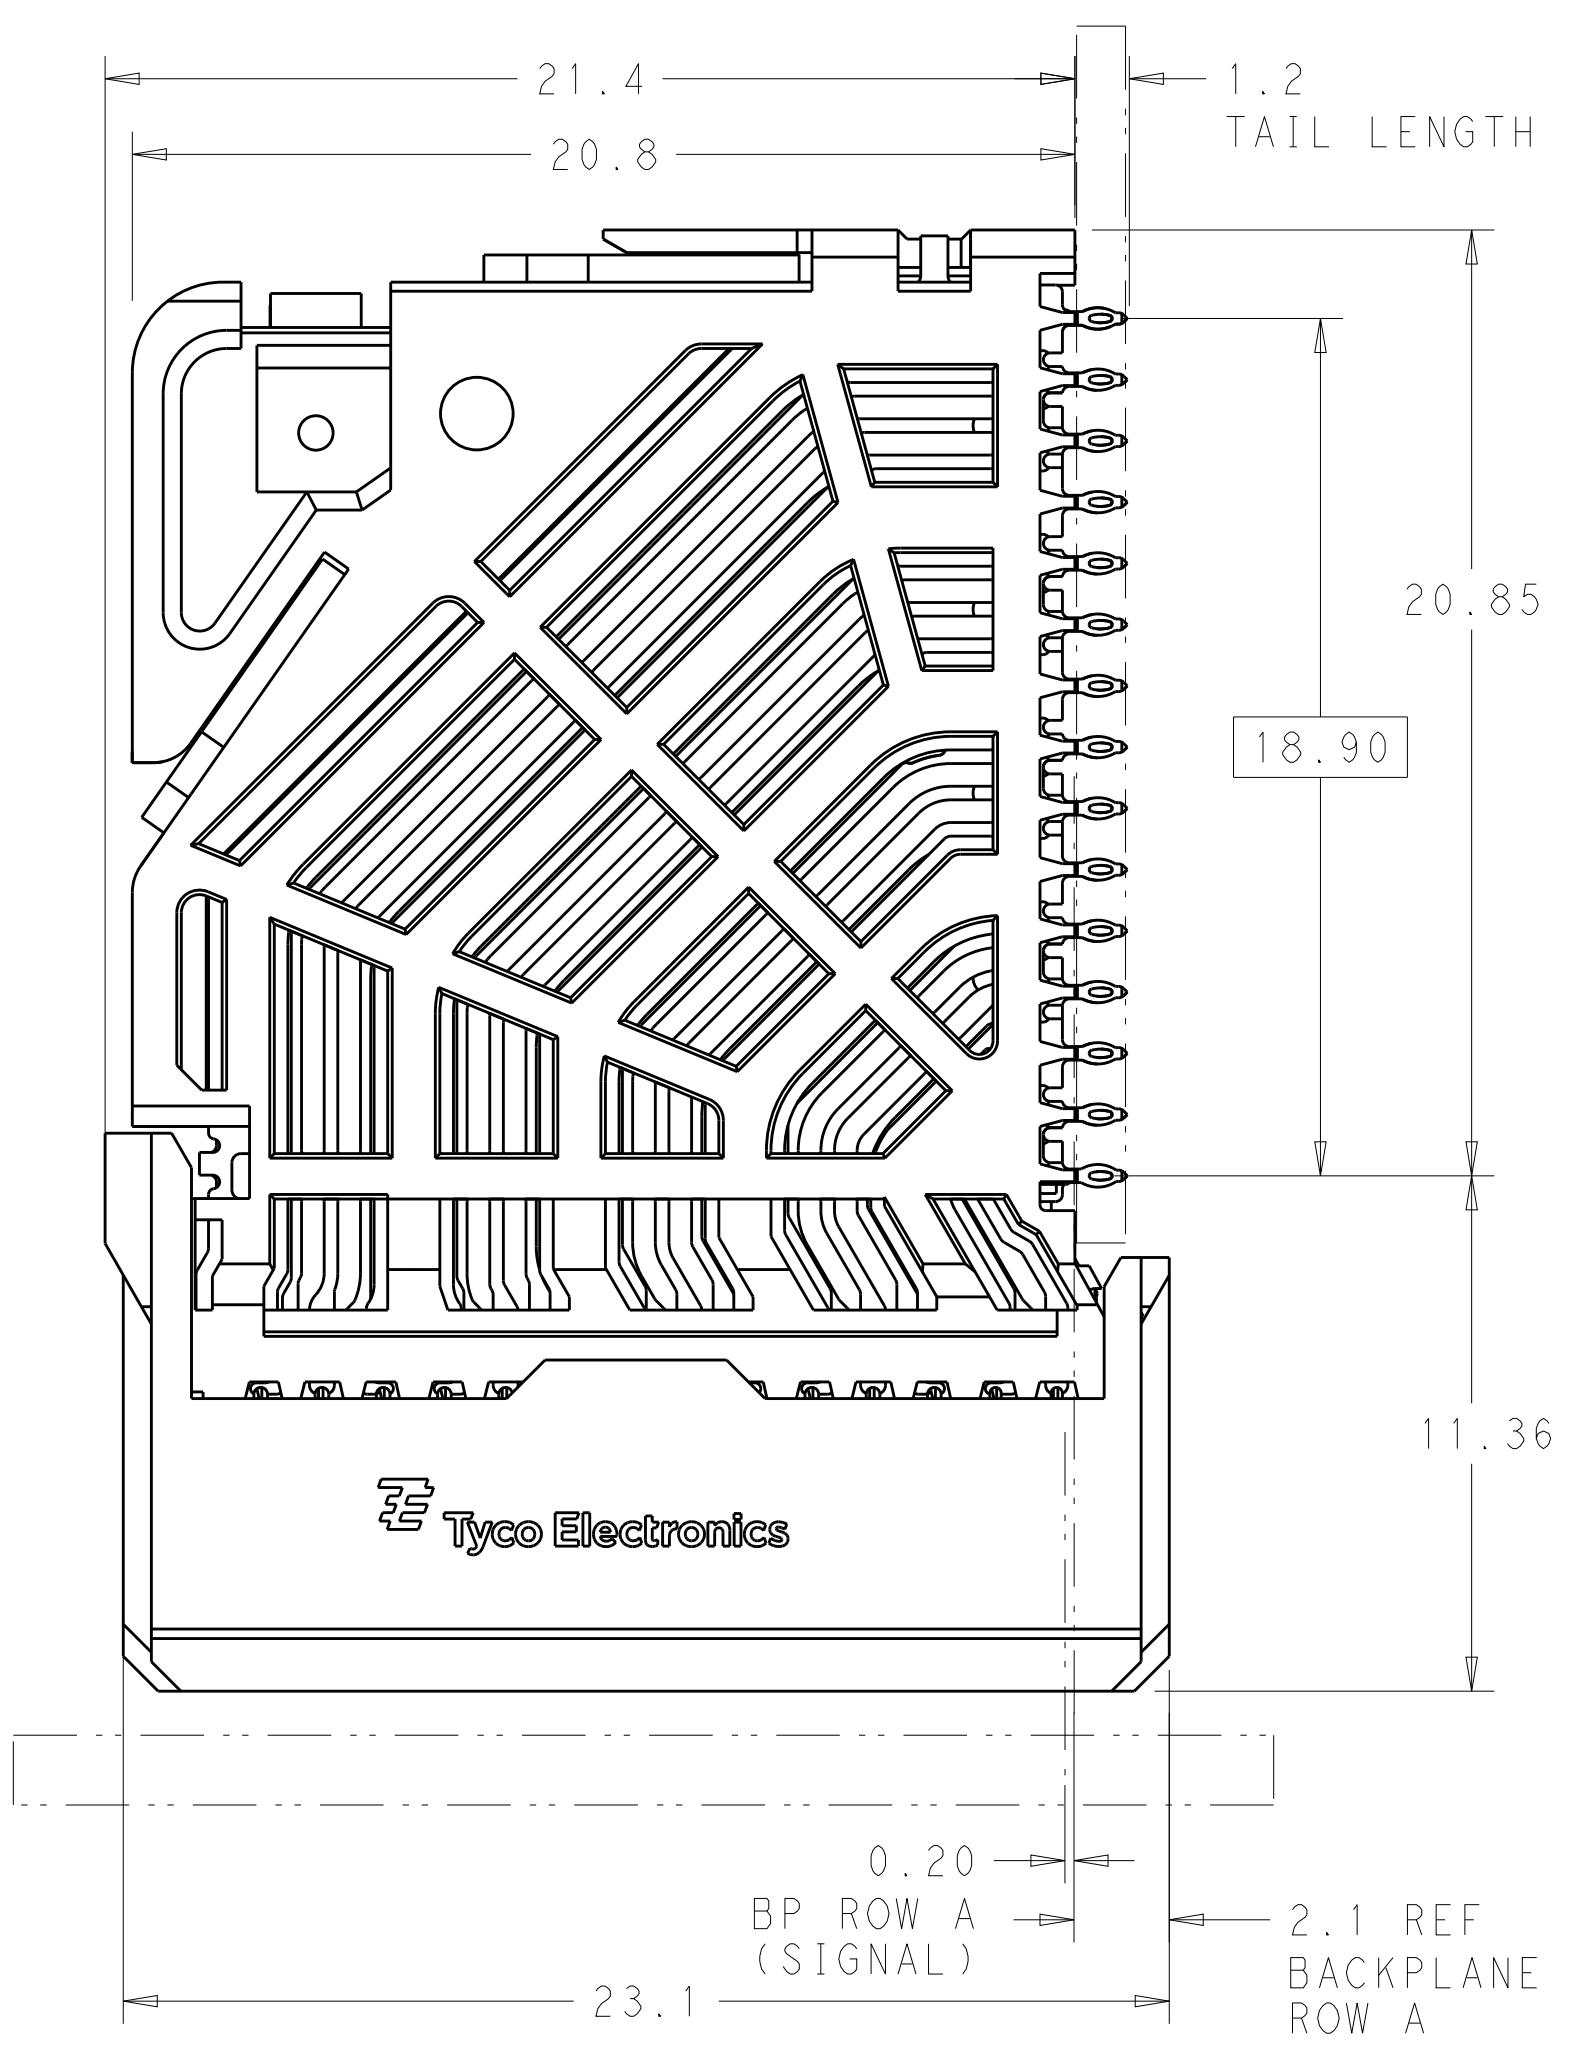 21.4
1.2
TAIL LENGTH
20.8
20.85
18.90
11.36
Tyco Electronics
0.20
BP ROW A
(SIGNAL)
2.1 REF
BACKPLANE
ROW A
23.1